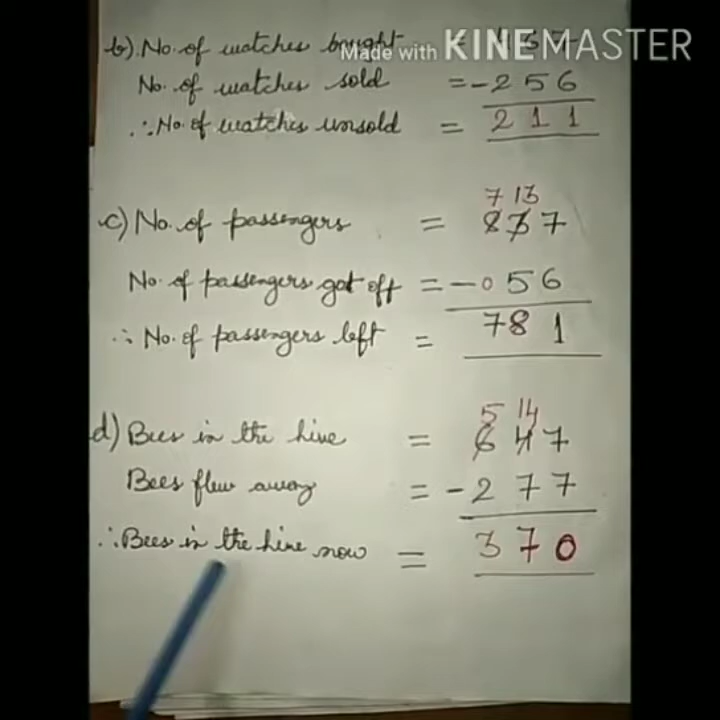 b) No. of watches bought = 467
Made with KINEMASTER
No. of watches sold = - 256
∴ No. of watches unsold = 211
7 13
c) No. of passengers = 837
No. of passengers got off = - 056
∴ No. of passengers left = 781
5 14
d) Bees in the hive = 647
Bees flew away = - 277
∴ Bees in the hive now = 370